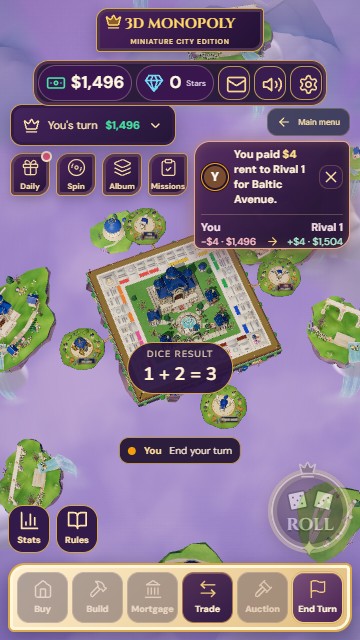 3D MONOPOLY
MINIATURE CITY EDITION
$1,496
0 Stars
You's turn $1,496
Main menu
Daily
Spin
Album
Missions
Y
You paid $4
rent to Rival 1
for Baltic
Avenue.
You Rival 1
−$4 · $1,496 → +$4 · $1,504
DICE RESULT
1 + 2 = 3
You End your turn
ROLL
Stats
Rules
Buy
Build
Mortgage
Trade
Auction
End Turn